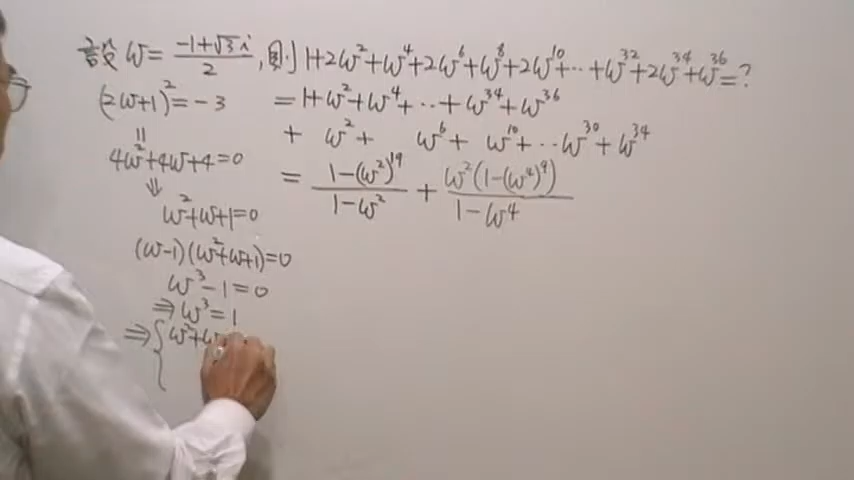 設 ω = (-1+√3i)/2, 則 1+2ω²+ω⁴+2ω⁶+ω⁸+2ω¹⁰+⋯+ω³²+2ω³⁴+ω³⁶=?
(2ω+1)²=-3
=1+ω²+ω⁴+⋯+ω³⁴+ω³⁶
+ ω²+ ω⁶+ ω¹⁰+⋯ω³⁰+ω³⁴
||
4ω²+4ω+4=0
= (1-(ω²)¹⁹)/(1-ω²) + (ω²(1-(ω⁴)⁹))/(1-ω⁴)
⇓
ω²+ω+1=0
(ω-1)(ω²+ω+1)=0
ω³-1=0
⇒ω³=1
⇒{ω²+ω